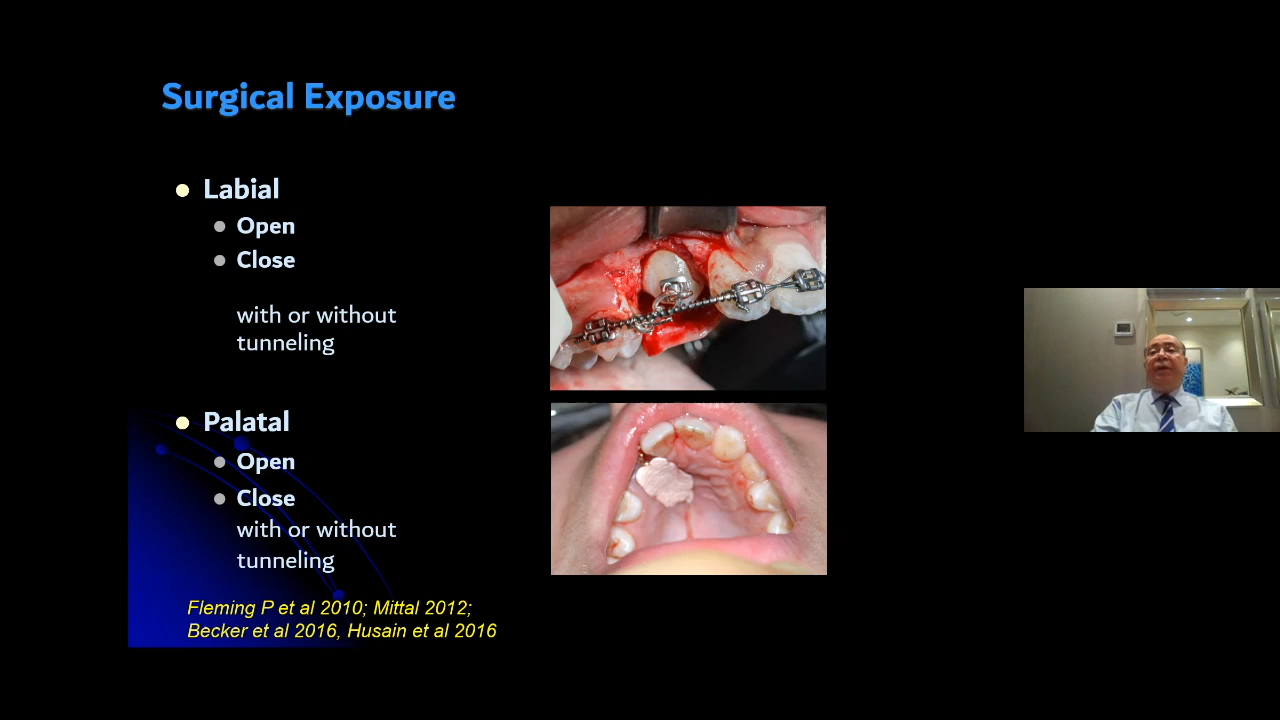 Surgical Exposure
Labial
Open
Close
with or without
tunneling
Palatal
Open
Close
with or without
tunneling
Fleming P et al 2010; Mittal 2012;
Becker et al 2016, Husain et al 2016